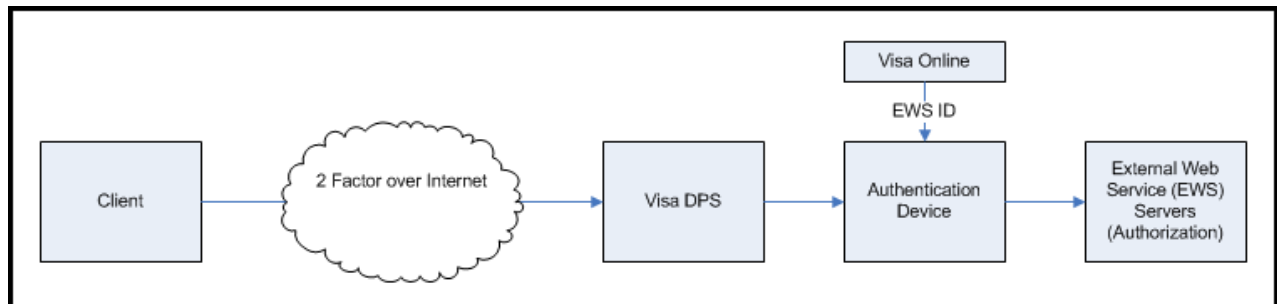 Visa Online
EWS ID
Client
2 Factor over Internet
Visa DPS
Authentication
Device
External Web
Service (EWS)
Servers
(Authorization)